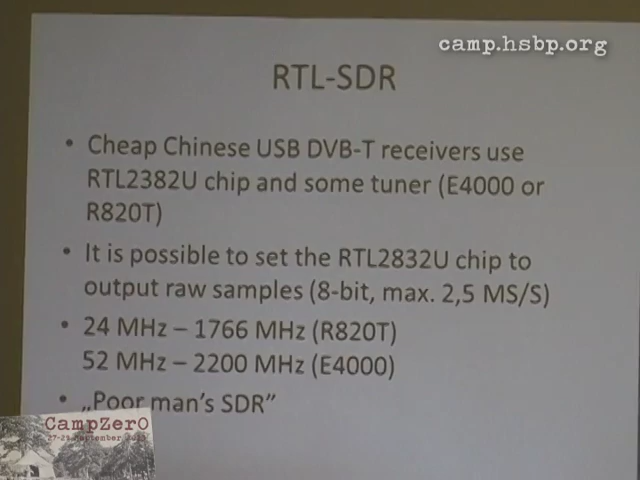 camp.hsbp.org
RTL-SDR
• Cheap Chinese USB DVB-T receivers use
RTL2382U chip and some tuner (E4000 or
R820T)
• It is possible to set the RTL2832U chip to
output raw samples (8-bit, max. 2,5 MS/S)
• 24 MHz – 1766 MHz (R820T)
52 MHz – 2200 MHz (E4000)
• „Poor man's SDR”
CampZer0